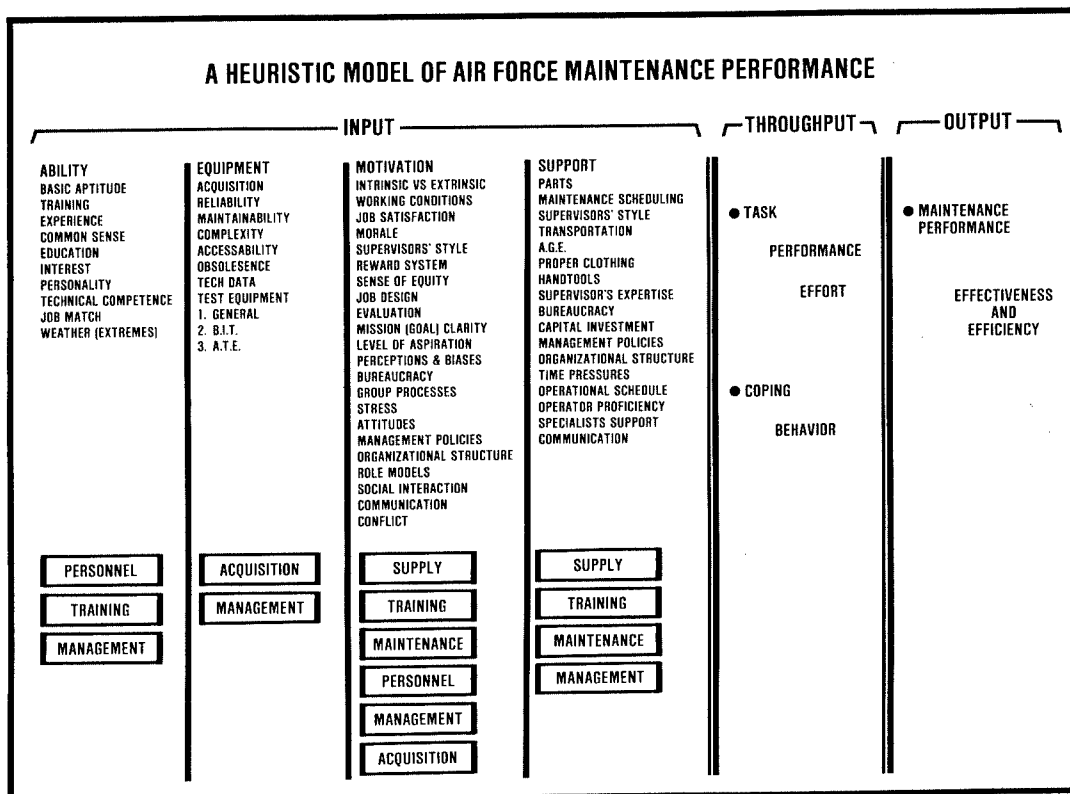 A HEURISTIC MODEL OF AIR FORCE MAINTENANCE PERFORMANCE
INPUT
ABILITY
BASIC APTITUDE
TRAINING
EXPERIENCE
COMMON SENSE
EDUCATION
INTEREST
PERSONALITY
TECHNICAL COMPETENCE
JOB MATCH
WEATHER (EXTREMES)
PERSONNEL
TRAINING
MANAGEMENT
EQUIPMENT
ACQUISITION
RELIABILITY
MAINTAINABILITY
COMPLEXITY
ACCESSABILITY
OBSOLESENCE
TECH DATA
TEST EQUIPMENT
1. GENERAL
2. B.I.T.
3. A.T.E.
ACQUISITION
MANAGEMENT
MOTIVATION
INTRINSIC VS EXTRINSIC
WORKING CONDITIONS
JOB SATISFACTION
MORALE
SUPERVISORS' STYLE
REWARD SYSTEM
SENSE OF EQUITY
JOB DESIGN
EVALUATION
MISSION (GOAL) CLARITY
LEVEL OF ASPIRATION
PERCEPTIONS & BIASES
BUREAUCRACY
GROUP PROCESSES
STRESS
ATTITUDES
MANAGEMENT POLICIES
ORGANIZATIONAL STRUCTURE
ROLE MODELS
SOCIAL INTERACTION
COMMUNICATION
CONFLICT
SUPPLY
TRAINING
MAINTENANCE
PERSONNEL
MANAGEMENT
ACQUISITION
SUPPORT
PARTS
MAINTENANCE SCHEDULING
SUPERVISORS' STYLE
TRANSPORTATION
A.G.E.
PROPER CLOTHING
HANDTOOLS
SUPERVISOR'S EXPERTISE
BUREAUCRACY
CAPITAL INVESTMENT
MANAGEMENT POLICIES
ORGANIZATIONAL STRUCTURE
TIME PRESSURES
OPERATIONAL SCHEDULE
OPERATOR PROFICIENCY
SPECIALISTS SUPPORT
COMMUNICATION
SUPPLY
TRAINING
MAINTENANCE
MANAGEMENT
THROUGHPUT
● TASK
PERFORMANCE
EFFORT
● COPING
BEHAVIOR
OUTPUT
● MAINTENANCE
PERFORMANCE
EFFECTIVENESS
AND
EFFICIENCY